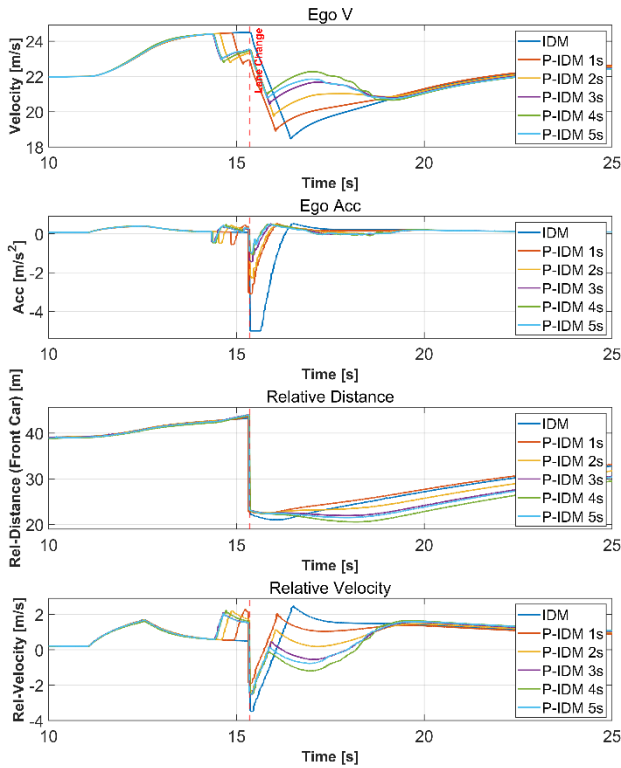 Ego V
Velocity [m/s]
24
22
20
18
Lane Change
IDM
P-IDM 1s
P-IDM 2s
P-IDM 3s
P-IDM 4s
P-IDM 5s
10
15
20
25
Time [s]
Ego Acc
Acc [m/s²]
0
-2
-4
IDM
P-IDM 1s
P-IDM 2s
P-IDM 3s
P-IDM 4s
P-IDM 5s
10
15
20
25
Time [s]
Relative Distance
Rel-Distance (Front Car) [m]
40
30
20
IDM
P-IDM 1s
P-IDM 2s
P-IDM 3s
P-IDM 4s
P-IDM 5s
10
15
20
25
Time [s]
Relative Velocity
Rel-Velocity [m/s]
2
0
-2
-4
IDM
P-IDM 1s
P-IDM 2s
P-IDM 3s
P-IDM 4s
P-IDM 5s
10
15
20
25
Time [s]